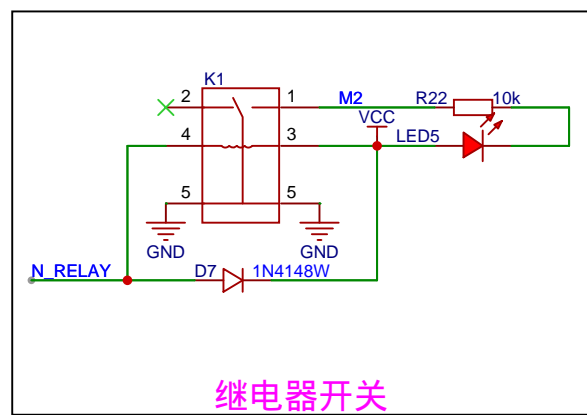 K1
2 1 M2 R22 10k
VCC
4 3 LED5
5 5
GND GND
N_RELAY D7 1N4148W
继电器开关